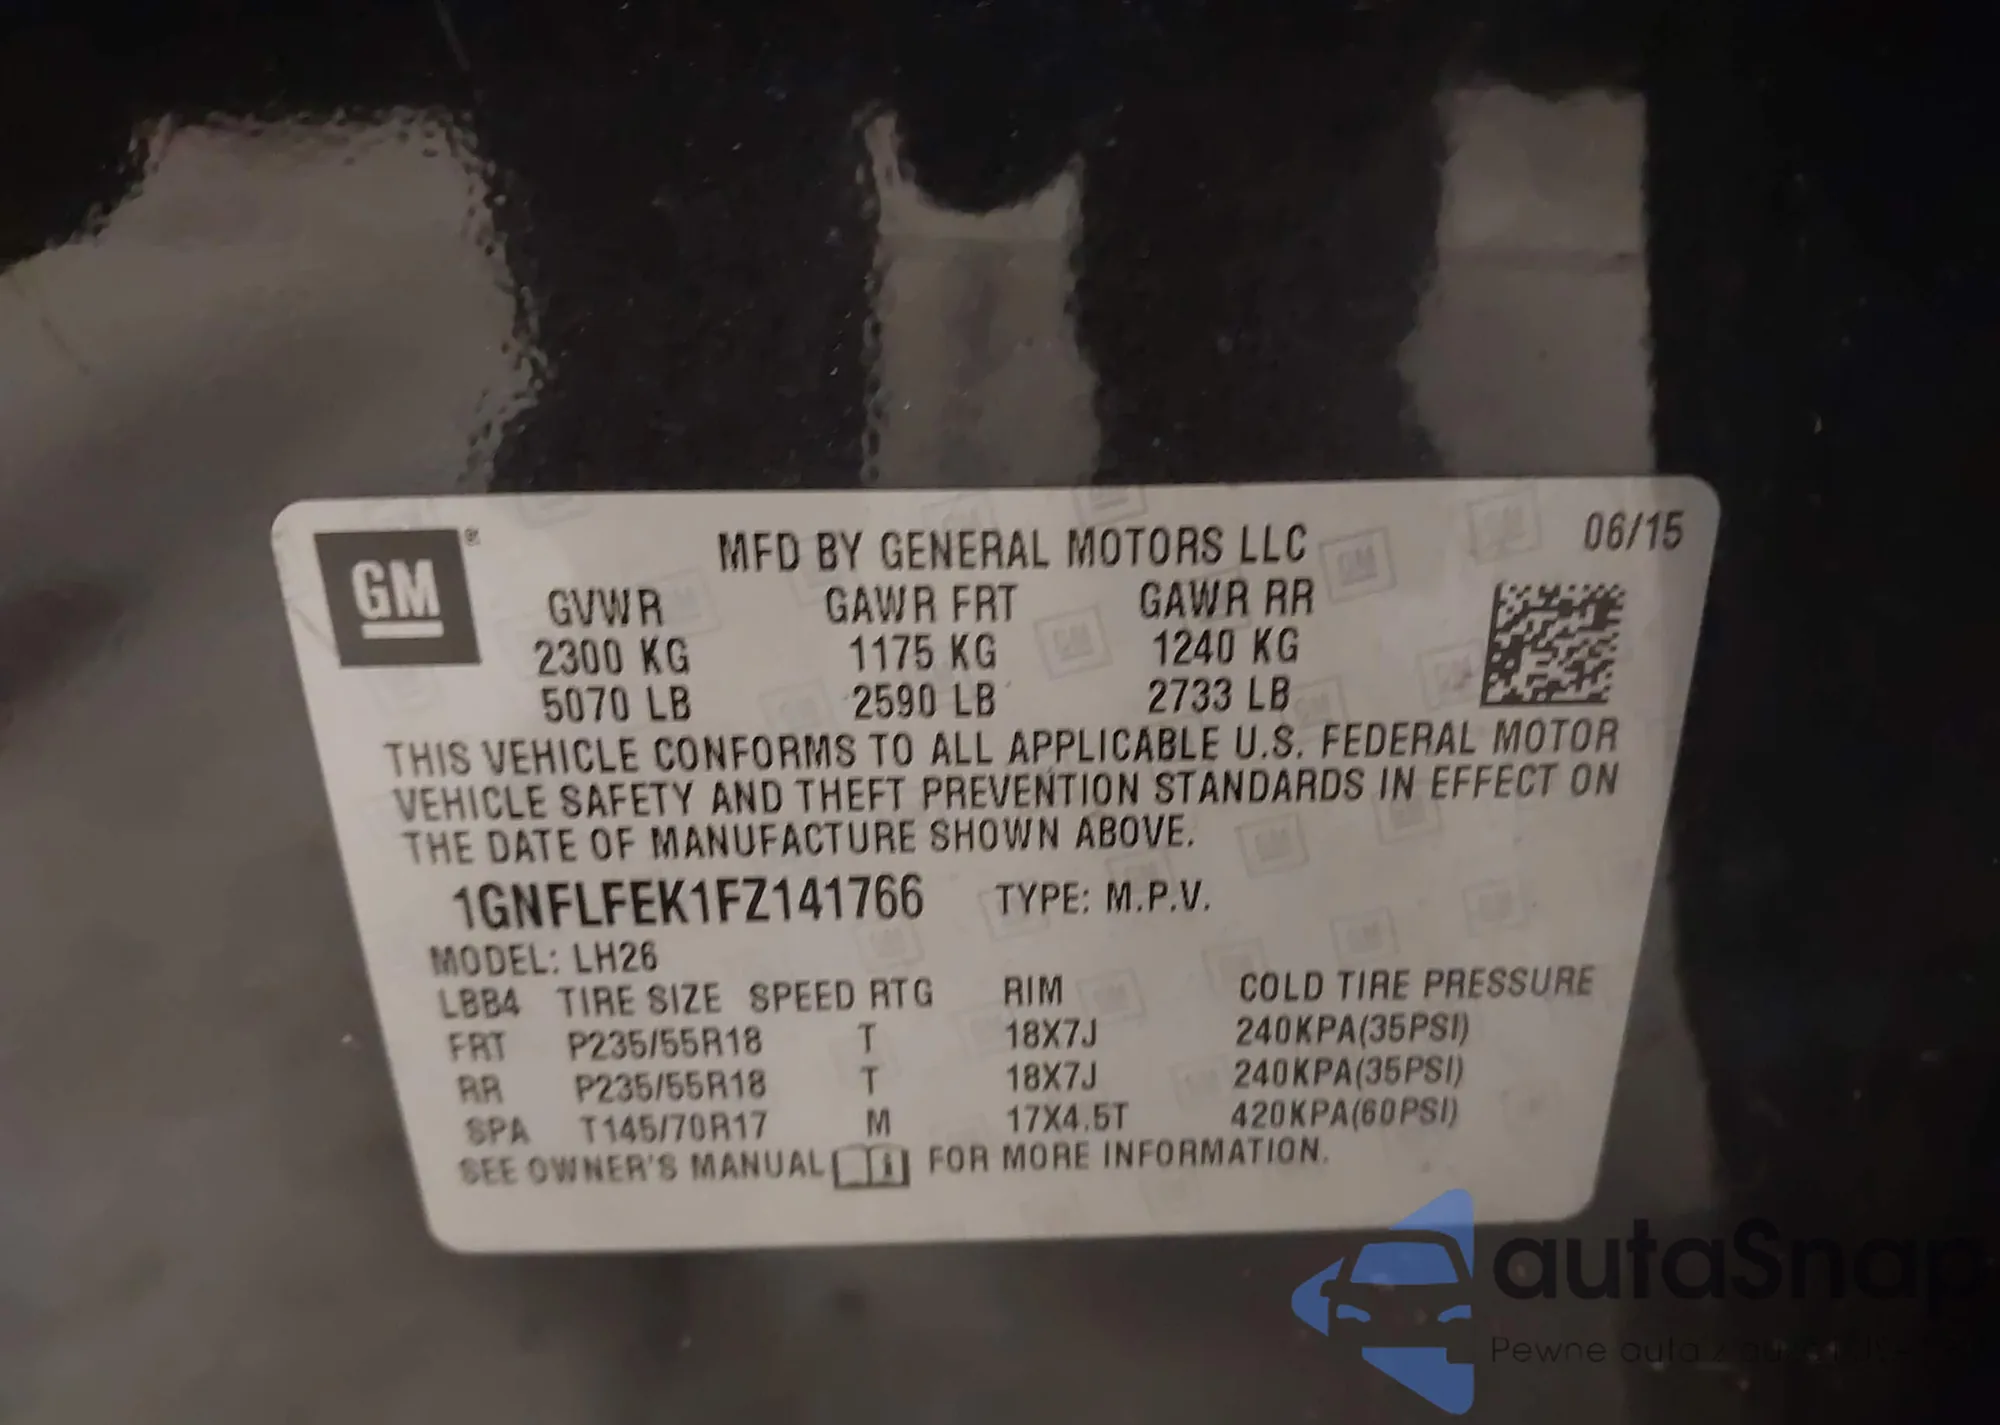 06/15
GM
MFD BY GENERAL MOTORS LLC
GVWR GAWR FRT GAWR RR
2300 KG 1175 KG 1240 KG
5070 LB 2590 LB 2733 LB
THIS VEHICLE CONFORMS TO ALL APPLICABLE U.S. FEDERAL MOTOR
VEHICLE SAFETY AND THEFT PREVENTION STANDARDS IN EFFECT ON
THE DATE OF MANUFACTURE SHOWN ABOVE.
1GNFLFEK1FZ141766 TYPE: M.P.V.
MODEL: LH26
LBB4 TIRE SIZE SPEED RTG RIM COLD TIRE PRESSURE
FRT P235/55R18 T 18X7J 240KPA(35PSI)
RR P235/55R18 T 18X7J 240KPA(35PSI)
SPA T145/70R17 M 17X4.5T 420KPA(60PSI)
SEE OWNER'S MANUAL FOR MORE INFORMATION.
autaSnap
Pewne auta z